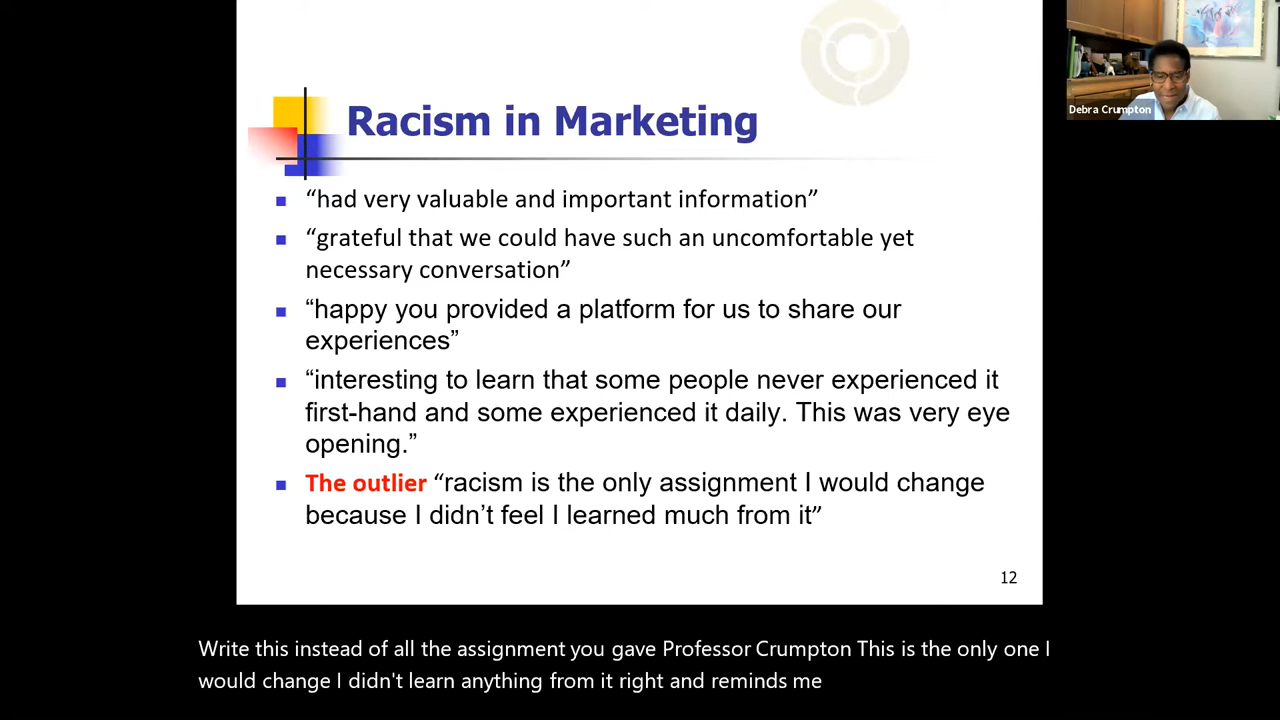 Racism in Marketing
“had very valuable and important information”
“grateful that we could have such an uncomfortable yet
necessary conversation”
“happy you provided a platform for us to share our
experiences”
“interesting to learn that some people never experienced it
first-hand and some experienced it daily. This was very eye
opening.”
The outlier “racism is the only assignment I would change
because I didn’t feel I learned much from it”
12
Debra Crumpton
Write this instead of all the assignment you gave Professor Crumpton This is the only one I
would change I didn't learn anything from it right and reminds me